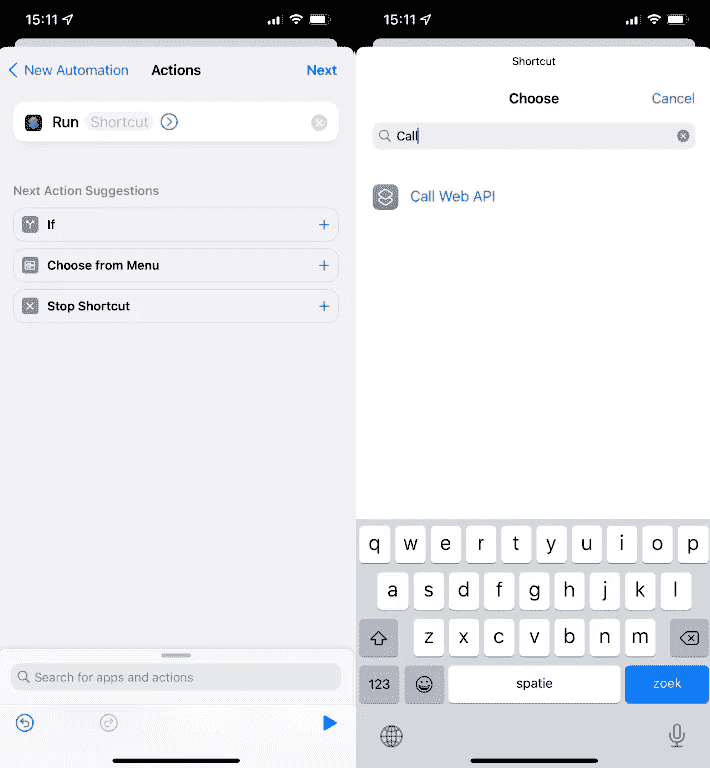 15:11
New Automation
Actions
Next
Run Shortcut
Next Action Suggestions
If
Choose from Menu
Stop Shortcut
Search for apps and actions
15:11
Shortcut
Choose
Cancel
Call
Call Web API
q w e r t y u i o p
a s d f g h j k l
z x c v b n m
123
spatie
zoek